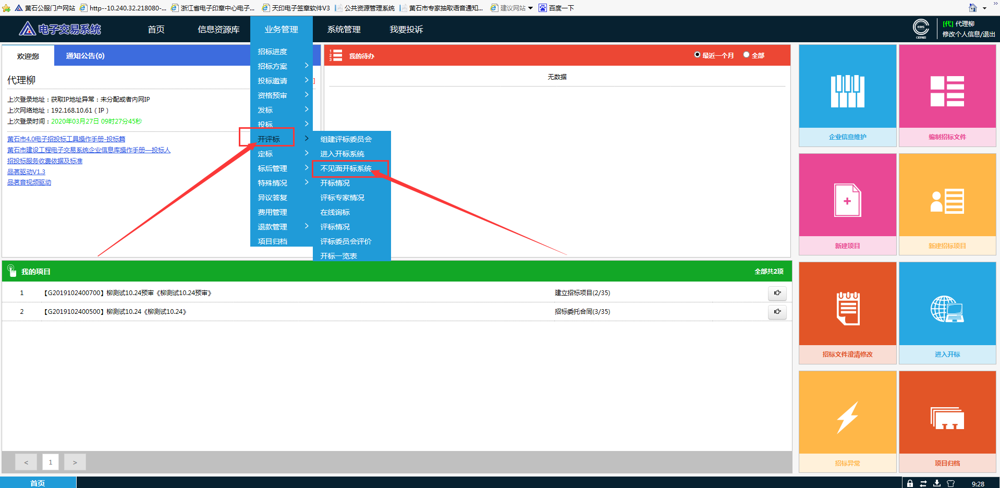 黄石公服门户网站 http--10.240.32.218080-... 浙江省电子印章中心电子... 天印电子签章软件V3 公共资源管理系统 黄石市专家抽取语音通知... 建议网站 百度一下
电子交易系统 首页 信息资源库 业务管理 系统管理 我要投诉
[代] 代理柳
修改个人信息/退出
欢迎您 通知公告(0)
代理柳
上次登录地址：获取IP地址异常：未分配或者内网IP
上次网络地址：192.168.10.61 ( IP )
上次登录时间：2020年03月27日 09时27分45秒
黄石市4.0电子招投标工具操作手册-投标篇
黄石市建设工程电子交易系统企业信息库操作手册—投标人
招投标服务收费依据及标准
品茗驱动V1.3
品茗音视频驱动
招标进度
招标方案
投标邀请
资格预审
发标
投标
开评标
定标
标后管理
特殊情况
异议答复
费用管理
退款管理
项目归档
组建评标委员会
进入开标系统
不见面开标系统
开标情况
评标专家情况
在线询标
评标情况
评标委员会评价
开标一览表
我的待办 最近一个月 全部
无数据
企业信息维护
编制招标文件
新建项目
新建招标项目
招标文件澄清修改
进入开标
招标异常
项目归档
我的项目 全部共2项
1 【G2019102400700】柳测试10.24预审《柳测试10.24预审》 建立招标项目(2/35)
2 【G2019102400500】柳测试10.24《柳测试10.24》 招标委托合同(3/35)
< 1 >
首页 9:28